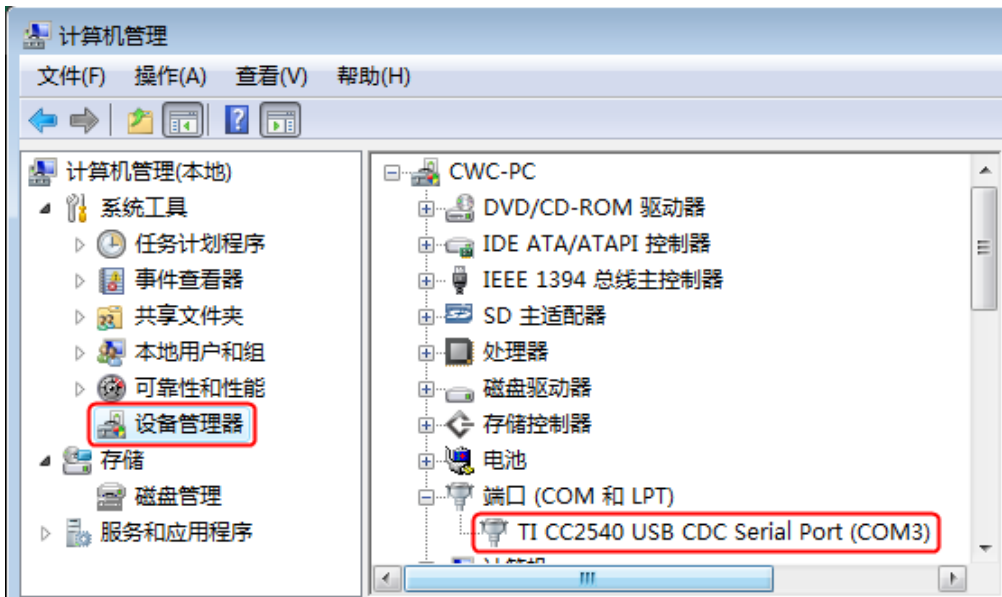 计算机管理
文件(F) 操作(A) 查看(V) 帮助(H)
计算机管理(本地)
系统工具
任务计划程序
事件查看器
共享文件夹
本地用户和组
可靠性和性能
设备管理器
存储
磁盘管理
服务和应用程序
CWC-PC
DVD/CD-ROM 驱动器
IDE ATA/ATAPI 控制器
IEEE 1394 总线主控制器
SD 主适配器
处理器
磁盘驱动器
存储控制器
电池
端口 (COM 和 LPT)
TI CC2540 USB CDC Serial Port (COM3)